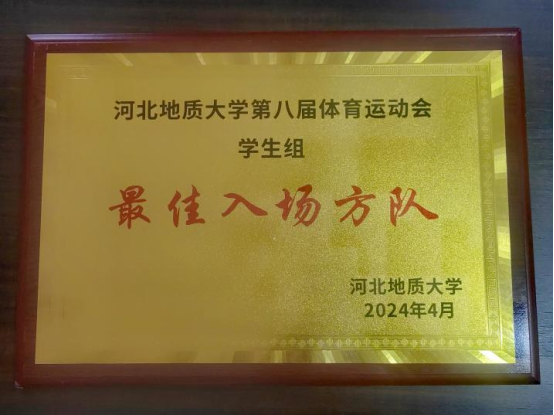 河北地质大学第八届体育运动会
学生组
最佳入场方队
河北地质大学
2024年4月